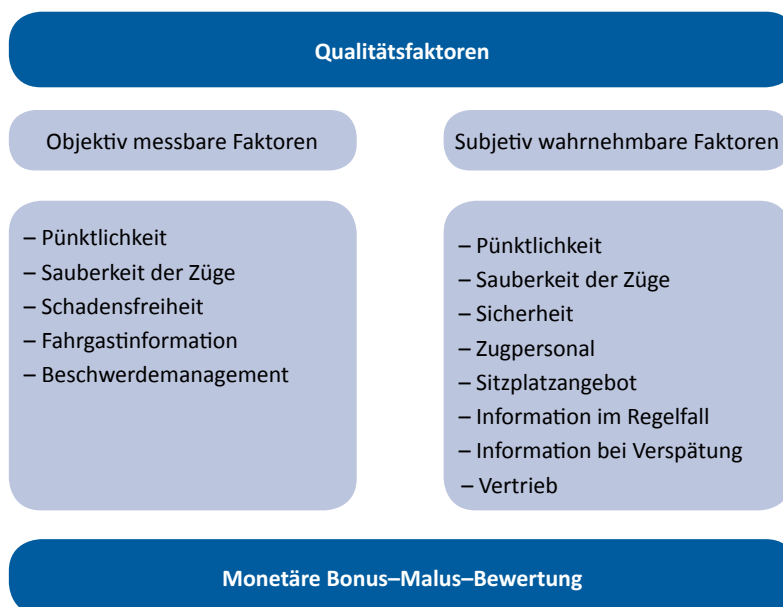 Qualitätsfaktoren
Objektiv messbare Faktoren
Subjetiv wahrnehmbare Faktoren
– Pünktlichkeit
– Sauberkeit der Züge
– Schadensfreiheit
– Fahrgastinformation
– Beschwerdemanagement
– Pünktlichkeit
– Sauberkeit der Züge
– Sicherheit
– Zugpersonal
– Sitzplatzangebot
– Information im Regelfall
– Information bei Verspätung
– Vertrieb
Monetäre Bonus–Malus–Bewertung